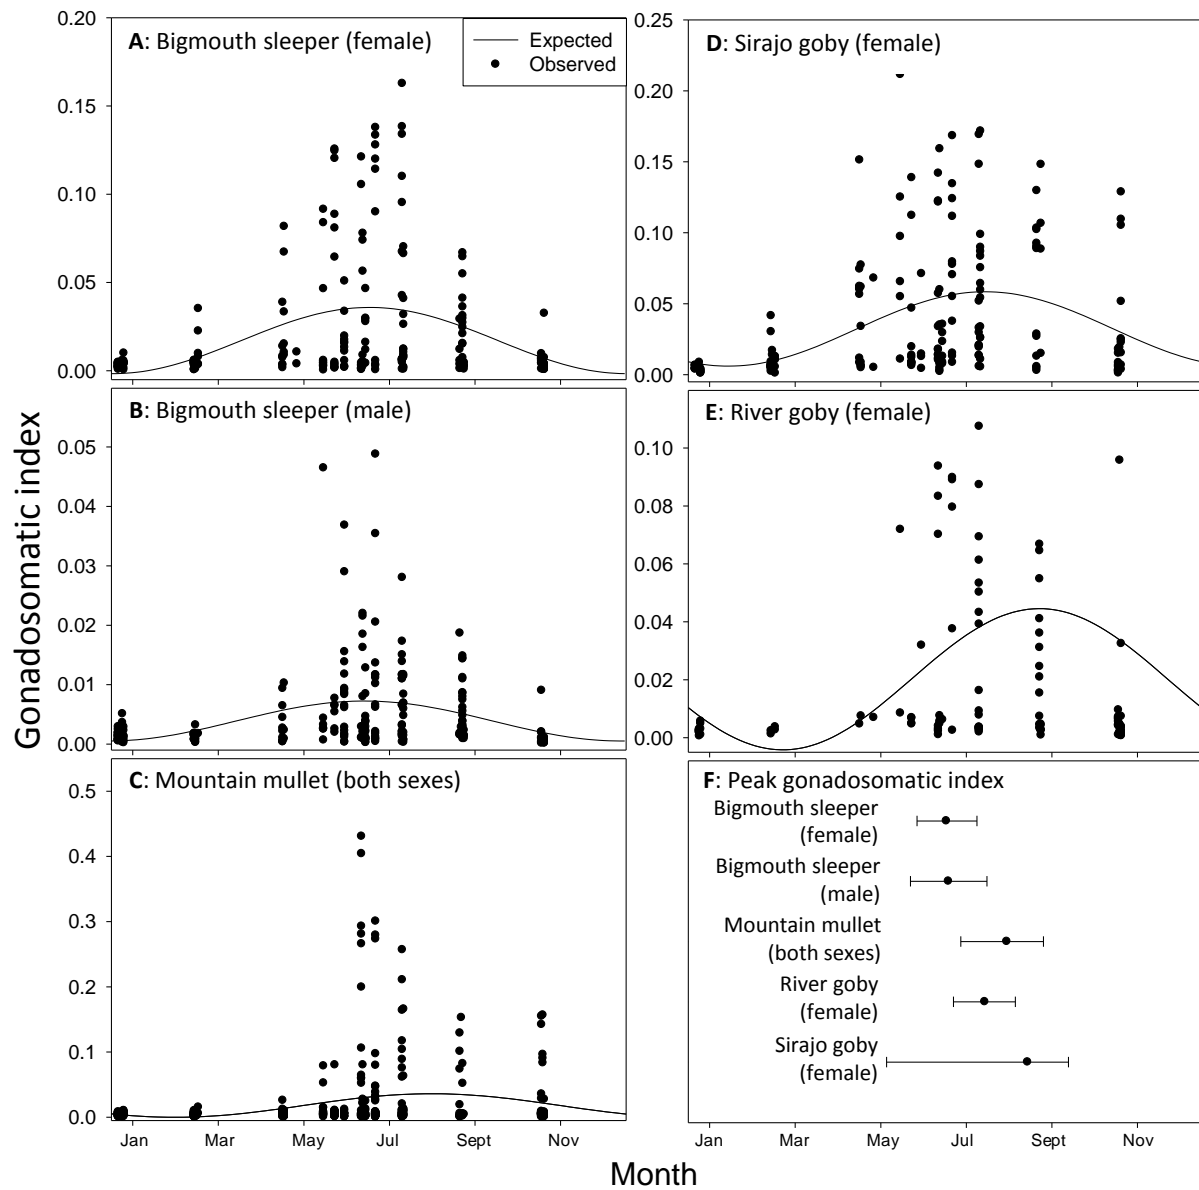 Gonadosomatic index
A: Bigmouth sleeper (female)
Expected
Observed
0.20
0.15
0.10
0.05
0.00
B: Bigmouth sleeper (male)
0.05
0.04
0.03
0.02
0.01
0.00
C: Mountain mullet (both sexes)
0.5
0.4
0.3
0.2
0.1
0.0
Jan Mar May Jul Sept Nov
D: Sirajo goby (female)
0.25
0.20
0.15
0.10
0.05
0.00
E: River goby (female)
0.10
0.08
0.06
0.04
0.02
0.00
F: Peak gonadosomatic index
Bigmouth sleeper
(female)
Bigmouth sleeper
(male)
Mountain mullet
(both sexes)
River goby
(female)
Sirajo goby
(female)
Jan Mar May Jul Sept Nov
Month